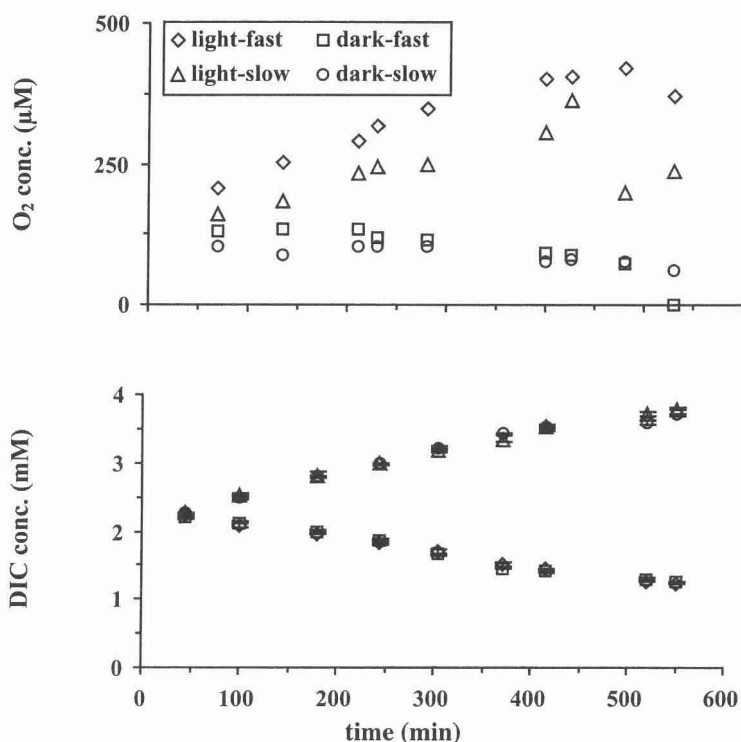 500
◇ light-fast □ dark-fast
△ light-slow ○ dark-slow
O₂ conc. (µM)
250
0
4
3
DIC conc. (mM)
2
1
0
0 100 200 300 400 500 600
time (min)